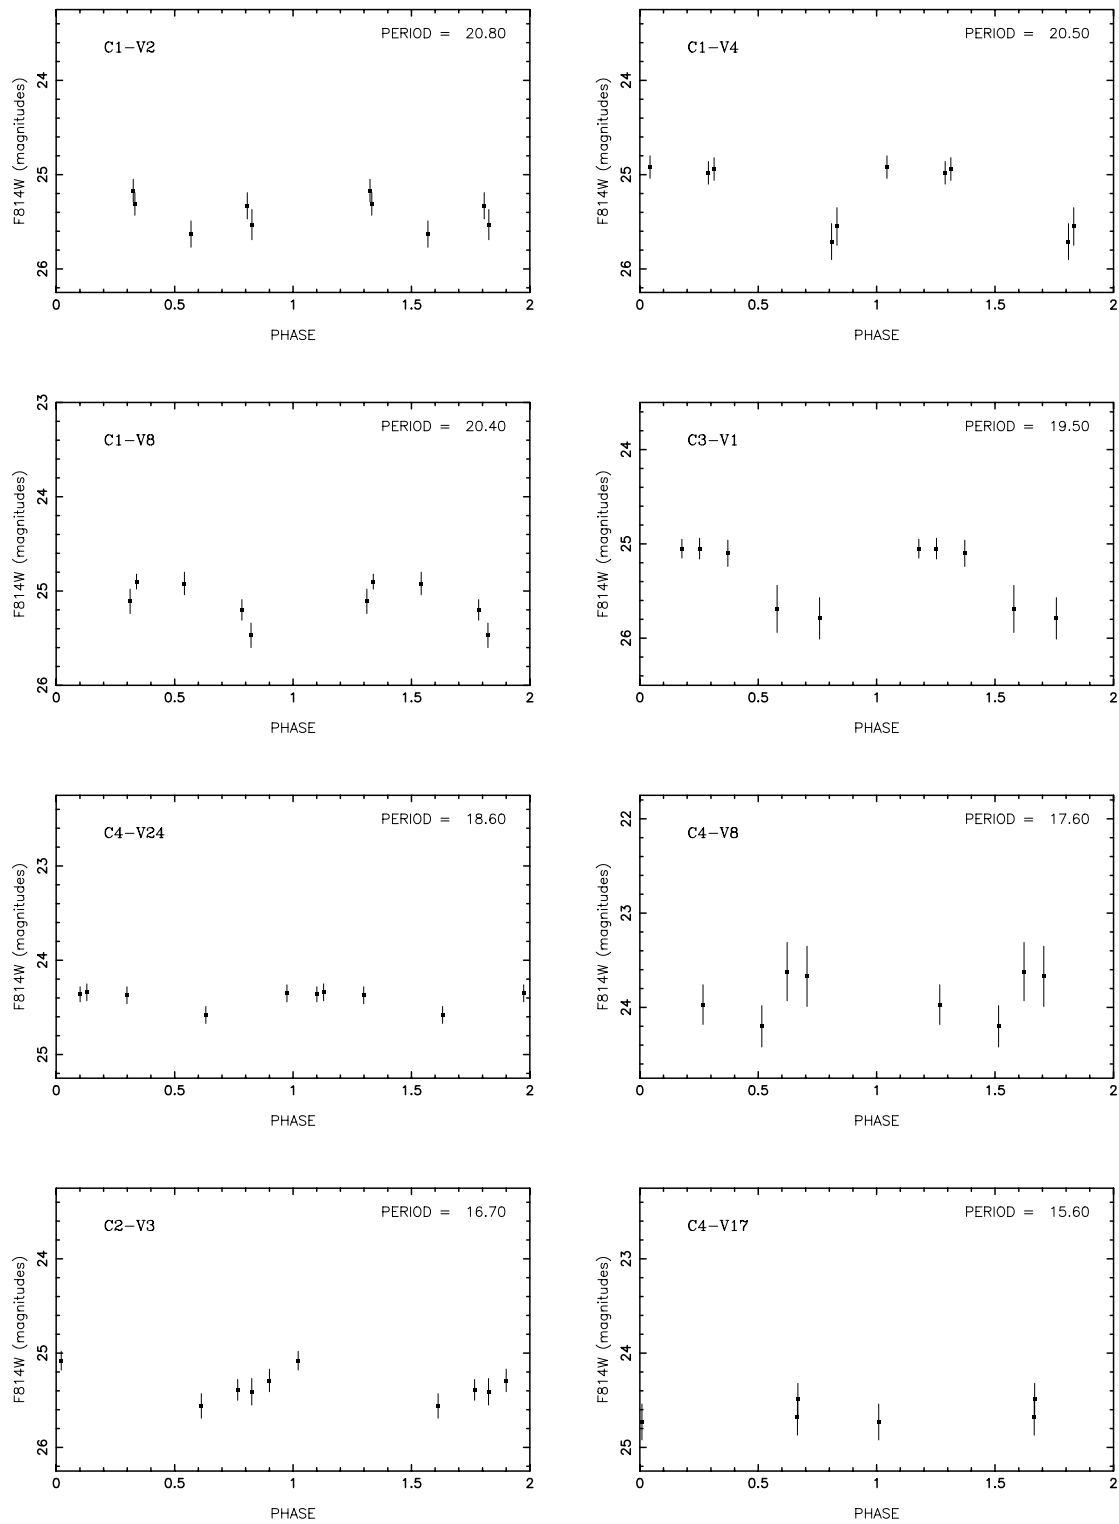 C1-V2
PERIOD = 20.80
F814W (magnitudes)
24
25
26
0
0.5
1
1.5
2
PHASE
C1-V4
PERIOD = 20.50
F814W (magnitudes)
24
25
26
0
0.5
1
1.5
2
PHASE
C1-V8
PERIOD = 20.40
F814W (magnitudes)
23
24
25
26
0
0.5
1
1.5
2
PHASE
C3-V1
PERIOD = 19.50
F814W (magnitudes)
24
25
26
0
0.5
1
1.5
2
PHASE
C4-V24
PERIOD = 18.60
F814W (magnitudes)
23
24
25
0
0.5
1
1.5
2
PHASE
C4-V8
PERIOD = 17.60
F814W (magnitudes)
22
23
24
0
0.5
1
1.5
2
PHASE
C2-V3
PERIOD = 16.70
F814W (magnitudes)
24
25
26
0
0.5
1
1.5
2
PHASE
C4-V17
PERIOD = 15.60
F814W (magnitudes)
23
24
25
0
0.5
1
1.5
2
PHASE